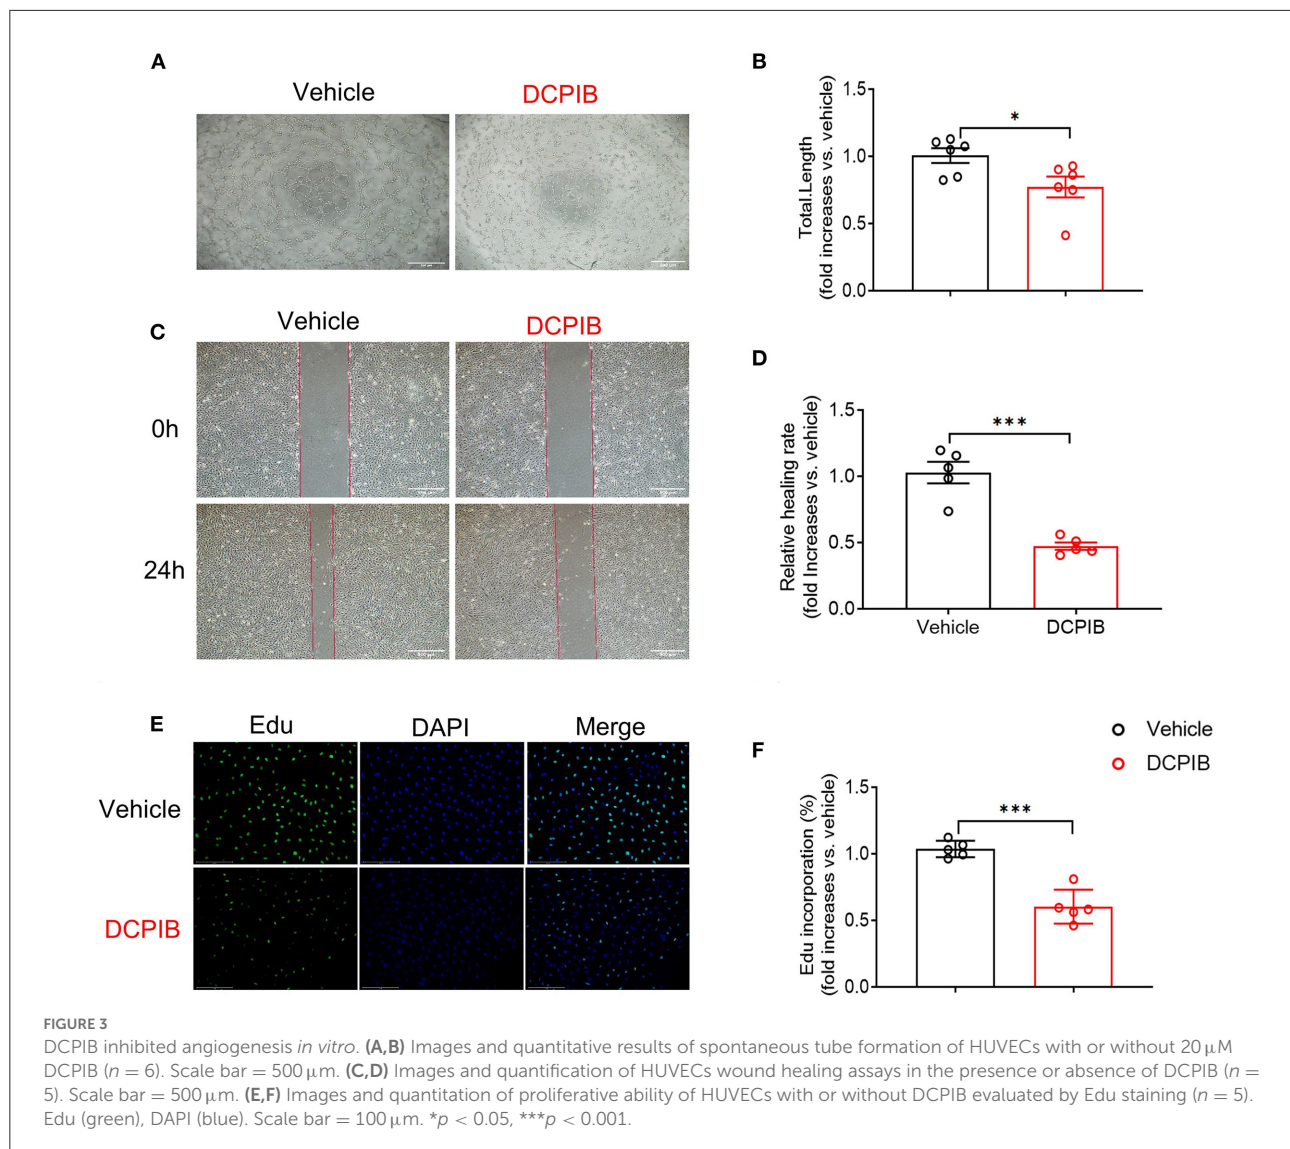 A
Vehicle
DCPIB
B
Total.Length
(fold increases vs. vehicle)
1.5
1.0
0.5
0.0
*
C
Vehicle
DCPIB
0h
24h
D
Relative healing rate
(fold Increases vs. vehicle)
1.5
1.0
0.5
0.0
***
Vehicle
DCPIB
E
Edu
DAPI
Merge
Vehicle
DCPIB
Vehicle
DCPIB
F
Edu incorporation (%)
(fold increases vs. vehicle)
1.5
1.0
0.5
0.0
***
FIGURE 3
DCPIB inhibited angiogenesis in vitro. (A,B) Images and quantitative results of spontaneous tube formation of HUVECs with or without 20 μM
DCPIB (n = 6). Scale bar = 500 μm. (C,D) Images and quantification of HUVECs wound healing assays in the presence or absence of DCPIB (n =
5). Scale bar = 500 μm. (E,F) Images and quantitation of proliferative ability of HUVECs with or without DCPIB evaluated by Edu staining (n = 5).
Edu (green), DAPI (blue). Scale bar = 100 μm. *p < 0.05, ***p < 0.001.